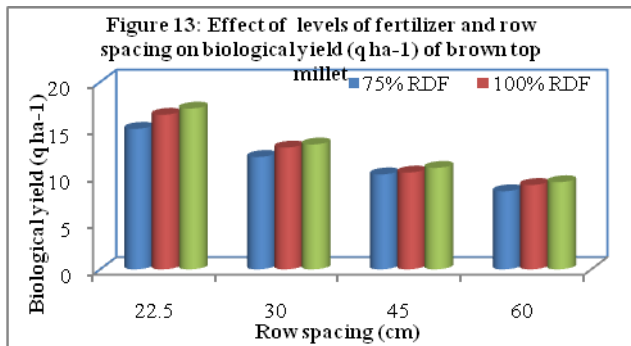 Figure 13: Effect of levels of fertilizer and row
spacing on biological yield (q ha-1) of brown top
millet
75% RDF 100% RDF
Biological yield (q ha-1)
20
15
10
5
0
22.5 30 45 60
Row spacing (cm)